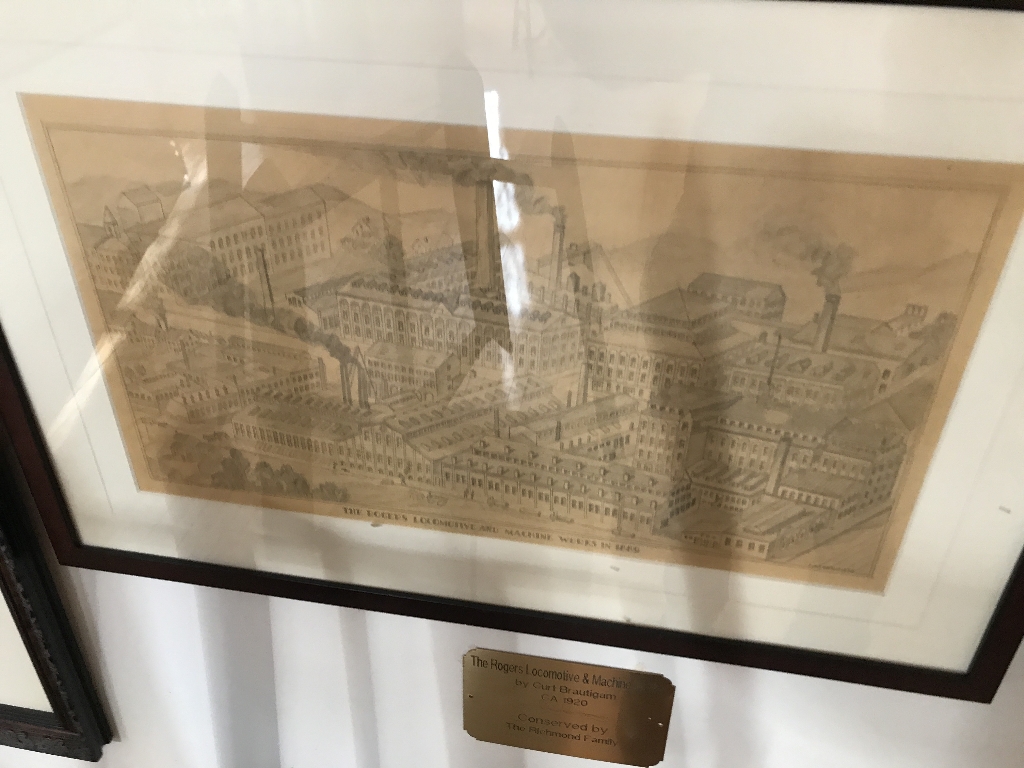 THE ROGERS LOCOMOTIVE AND MACHINE WORKS IN 1885
The Rogers Locomotive & Machine
by Curt Brautigam
CA 1920
Conserved by
The Richmond Family